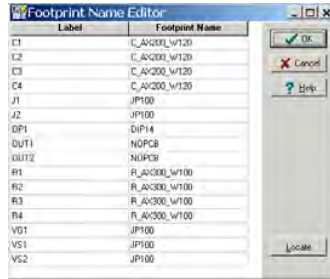 Footprint Name Editor
Label Footprint Name
C1 C_AX200_W120
C2 C_AX200_W120
C3 C_AX200_W120
C4 C_AX200_W120
J1 JP100
J2 JP100
OP1 DIP14
OUT1 NOPCB
OUT2 NOPCB
R1 R_AX300_W100
R2 R_AX300_W100
R3 R_AX300_W100
R4 R_AX300_W100
VG1 JP100
VS1 JP100
VS2 JP100
OK
Cancel
? Help
Locate